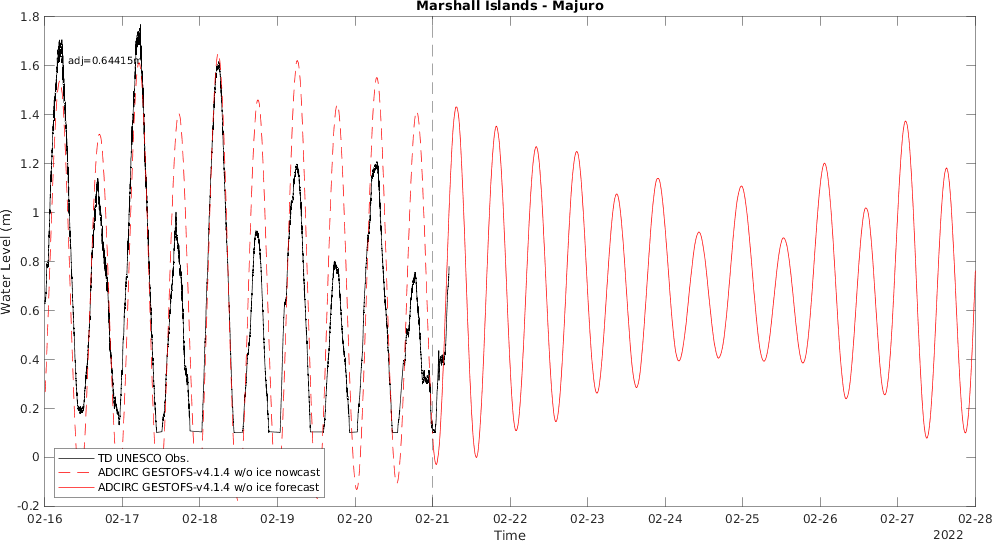 Marshall Islands - Majuro
Water Level (m)
1.8
1.6
1.4
1.2
1
0.8
0.6
0.4
0.2
0
-0.2
adj=0.64415m
TD UNESCO Obs.
ADCIRC GESTOFS-v4.1.4 w/o ice nowcast
ADCIRC GESTOFS-v4.1.4 w/o ice forecast
02-16 02-17 02-18 02-19 02-20 02-21 02-22 02-23 02-24 02-25 02-26 02-27 02-28
Time
2022